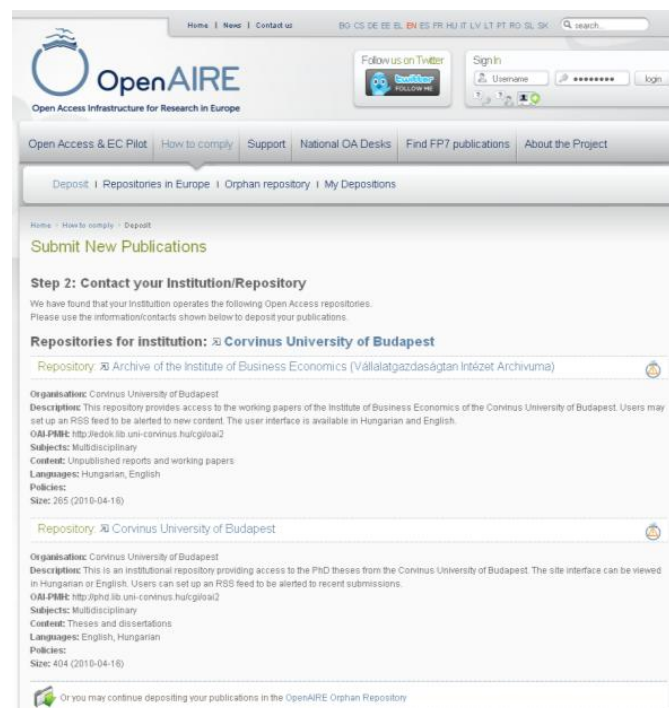 Home | News | Contact us
BG CS DE EE EL EN ES FR HU IT LV LT PT RO SL SK
search...
OpenAIRE
Open Access Infrastructure for Research in Europe
Follow us on Twitter
twitter
FOLLOW ME
Sign In
Username
login
Open Access & EC Pilot
How to comply
Support
National OA Desks
Find FP7 publications
About the Project
Deposit | Repositories in Europe | Orphan repository | My Depositions
Home > How to comply > Deposit
Submit New Publications
Step 2: Contact your Institution/Repository
We have found that your Institution operates the following Open Access repositories.
Please use the information/contacts shown below to deposit your publications.
Repositories for institution: Corvinus University of Budapest
Repository: Archive of the Institute of Business Economics (Vállalatgazdaságtan Intézet Archivuma)
Organisation: Corvinus University of Budapest
Description: This repository provides access to the working papers of the Institute of Business Economics of the Corvinus University of Budapest. Users may
set up an RSS feed to be alerted to new content. The user interface is available in Hungarian and English.
OAI-PMH: http://edok.lib.uni-corvinus.hu/cgi/oai2
Subjects: Multidisciplinary
Content: Unpublished reports and working papers
Languages: Hungarian, English
Policies:
Size: 265 (2010-04-16)
Repository: Corvinus University of Budapest
Organisation: Corvinus University of Budapest
Description: This is an institutional repository providing access to the PhD theses from the Corvinus University of Budapest. The site interface can be viewed
in Hungarian or English. Users can set up an RSS feed to be alerted to recent submissions.
OAI-PMH: http://phd.lib.uni-corvinus.hu/cgi/oai2
Subjects: Multidisciplinary
Content: Theses and dissertations
Languages: English, Hungarian
Policies:
Size: 404 (2010-04-16)
Or you may continue depositing your publications in the OpenAIRE Orphan Repository